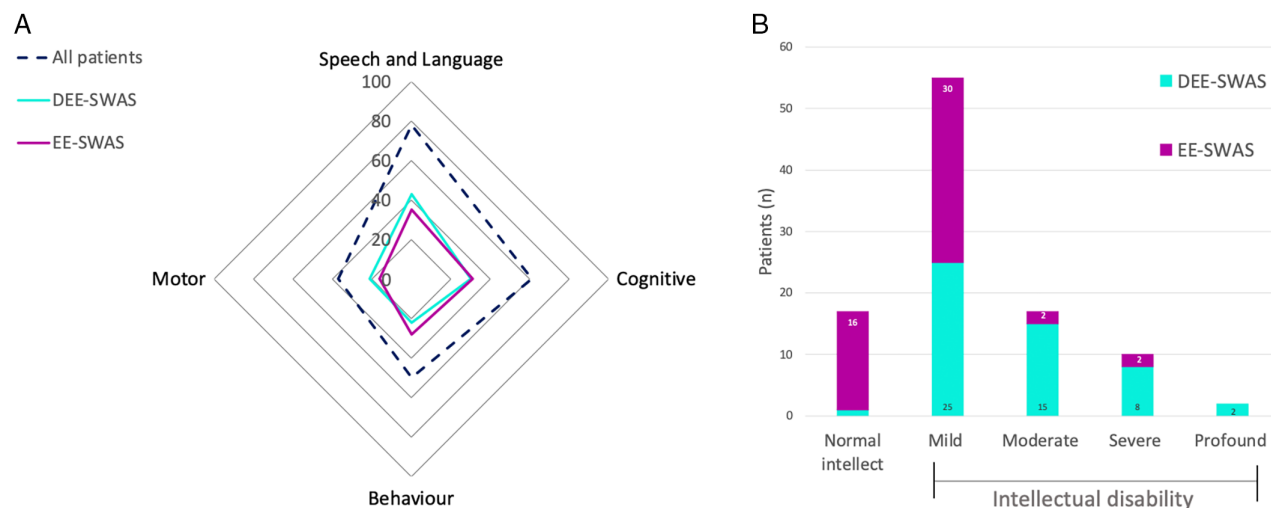 A
All patients
DEE-SWAS
EE-SWAS
Speech and Language
100
80
60
40
20
0
Motor
Cognitive
Behaviour
B
60
50
40
30
20
10
0
Patients (n)
DEE-SWAS
EE-SWAS
16
30
25
2
15
2
8
2
Normal
intellect
Mild
Moderate
Severe
Profound
Intellectual disability